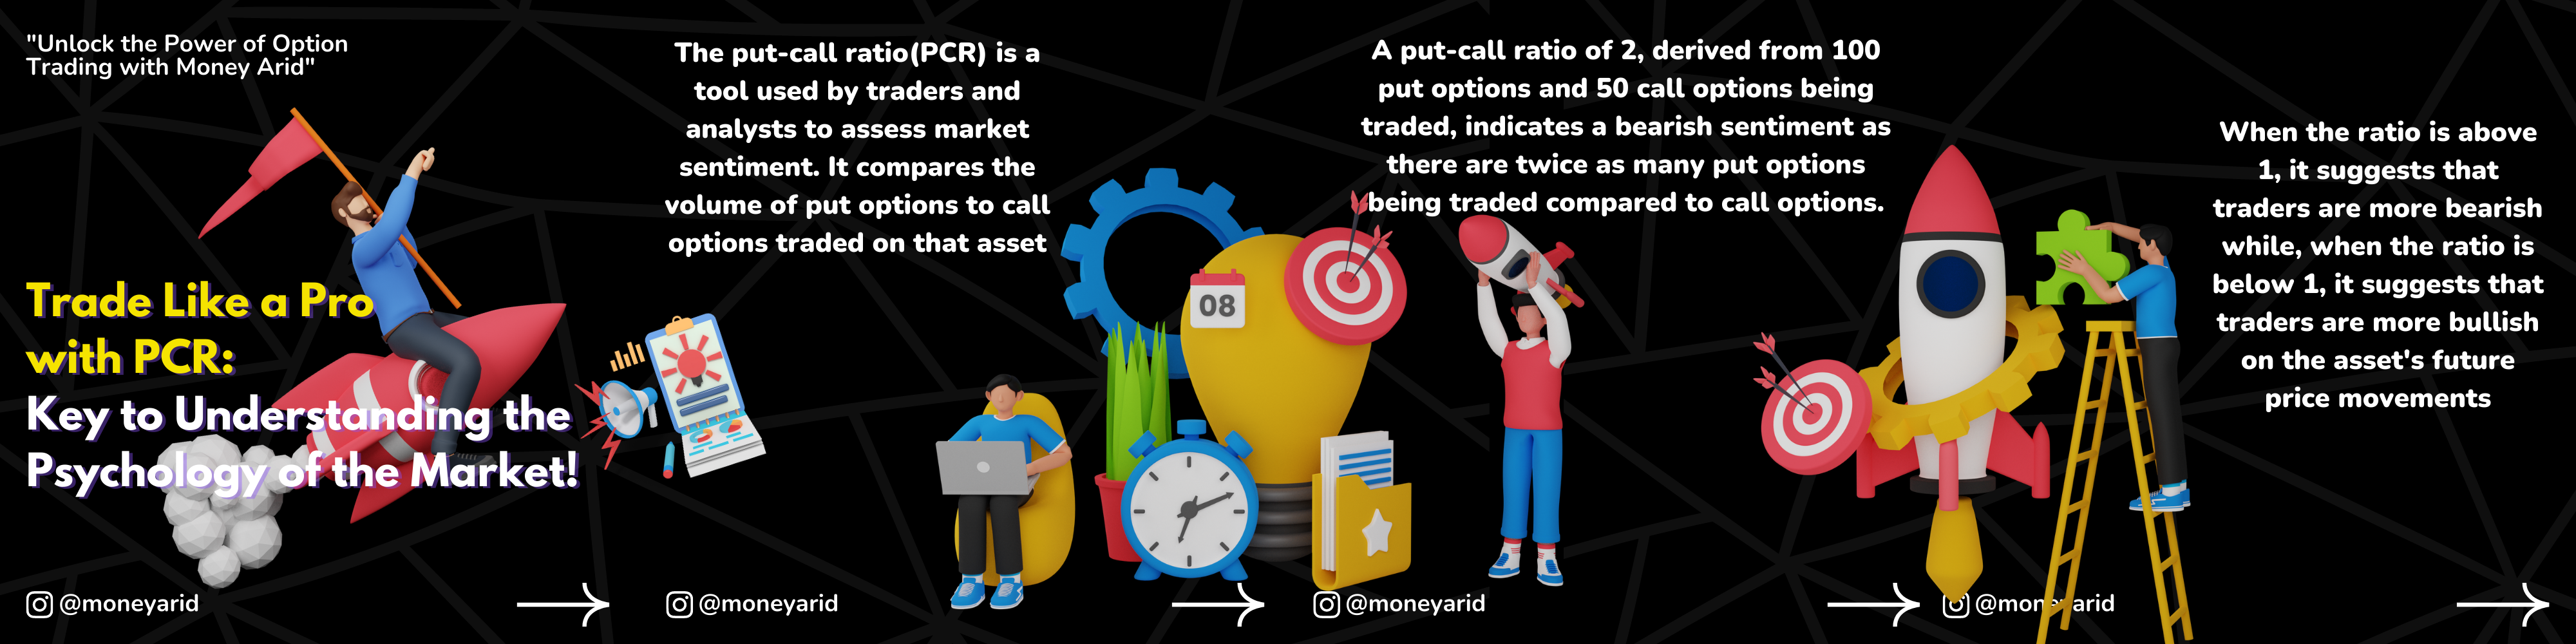 "Unlock the Power of Option
Trading with Money Arid"
Trade Like a Pro
with PCR:
Key to Understanding the
Psychology of the Market!
@moneyarid
The put-call ratio(PCR) is a
tool used by traders and
analysts to assess market
sentiment. It compares the
volume of put options to call
options traded on that asset
08
@moneyarid
A put-call ratio of 2, derived from 100
put options and 50 call options being
traded, indicates a bearish sentiment as
there are twice as many put options
being traded compared to call options.
@moneyarid
When the ratio is above
1, it suggests that
traders are more bearish
while, when the ratio is
below 1, it suggests that
traders are more bullish
on the asset's future
price movements
@moneyarid